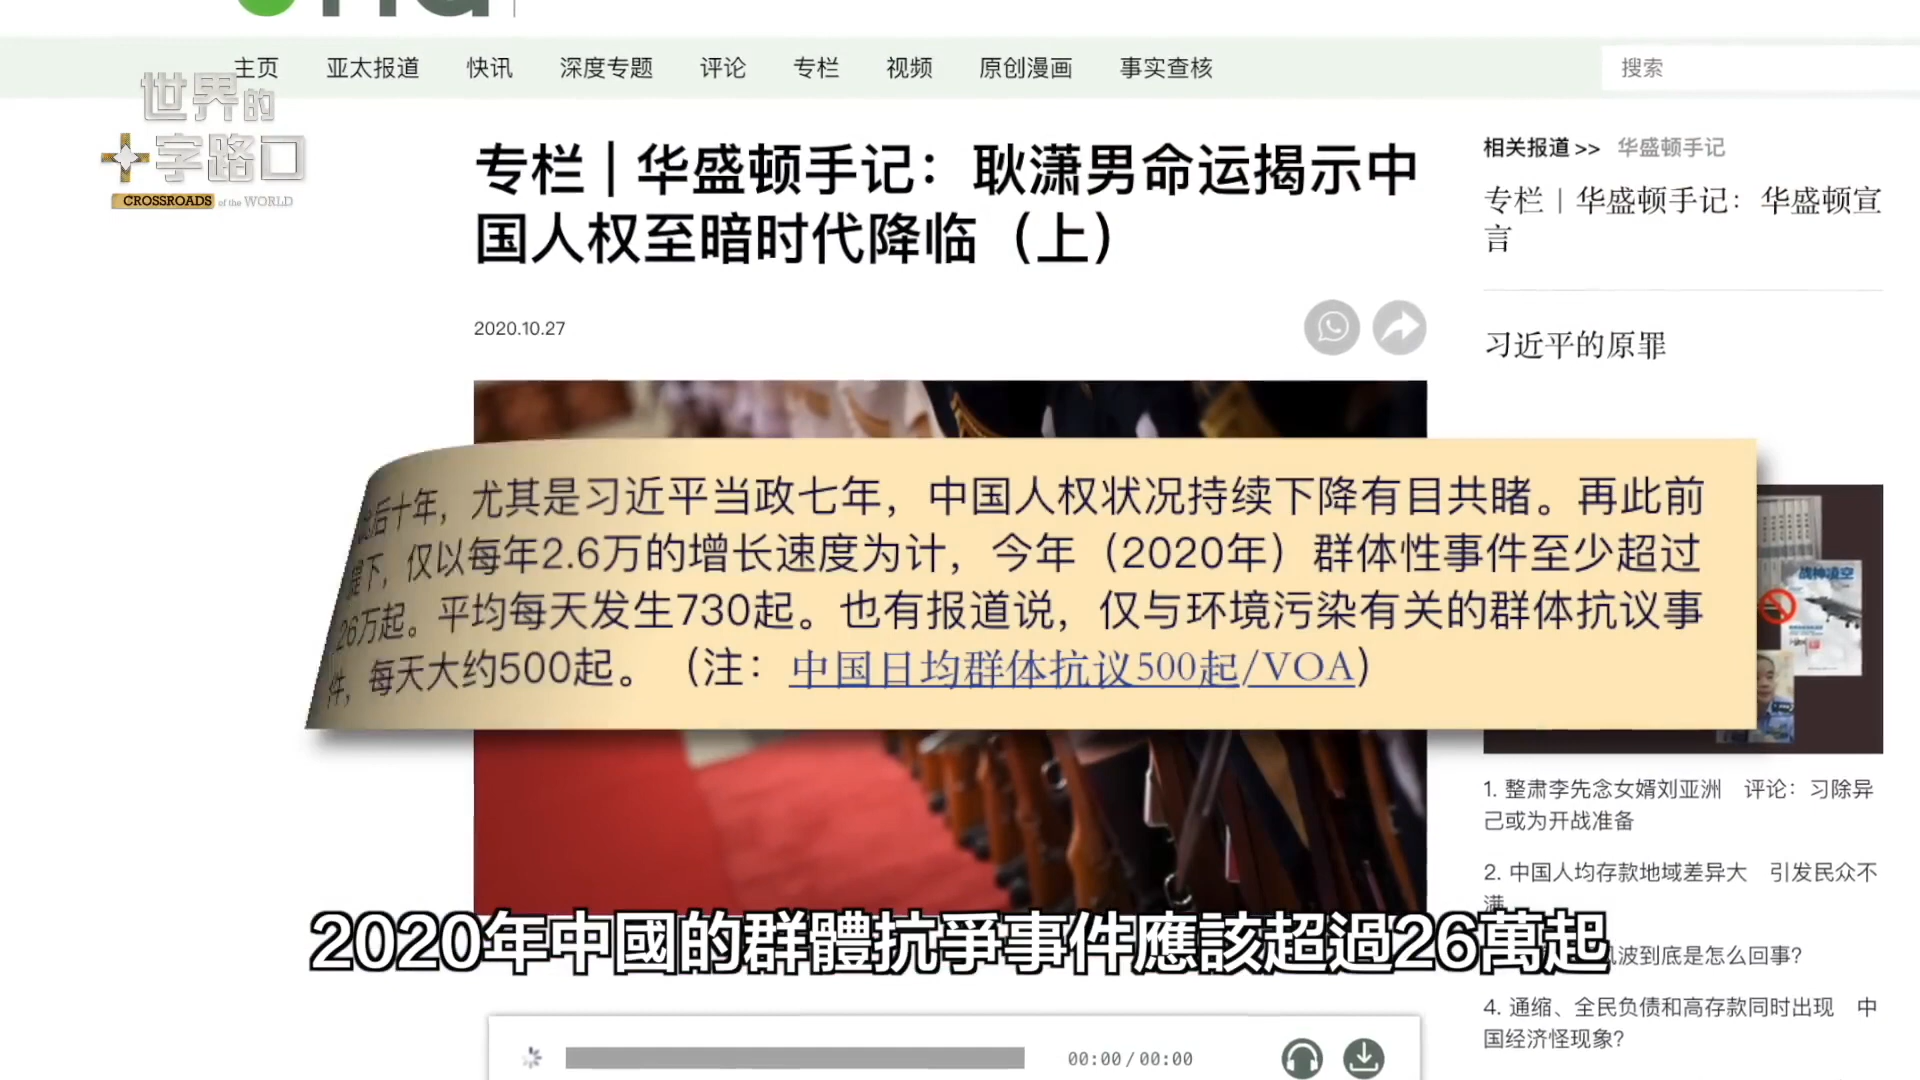 主页 亚太报道 快讯 深度专题 评论 专栏 视频 原创漫画 事实查核 搜索
世界的
十字路口
CROSSROADS of the WORLD
专栏 | 华盛顿手记：耿潇男命运揭示中
国人权至暗时代降临（上）
2020.10.27
相关报道 >> 华盛顿手记
专栏 | 华盛顿手记：华盛顿宣
言
习近平的原罪
后十年，尤其是习近平当政七年，中国人权状况持续下降有目共睹。再此前
提下，仅以每年2.6万的增长速度为计，今年（2020年）群体性事件至少超过
26万起。平均每天发生730起。也有报道说，仅与环境污染有关的群体抗议事
件，每天大约500起。（注：中国日均群体抗议500起/VOA）
战神凌空
1. 整肃李先念女婿刘亚洲 评论：习除异
己或为开战准备
2. 中国人均存款地域差异大 引发民众不
满
风波到底是怎么回事?
4. 通缩、全民负债和高存款同时出现 中
国经济怪现象?
2020年中國的群體抗爭事件應該超過26萬起
00:00 / 00:00